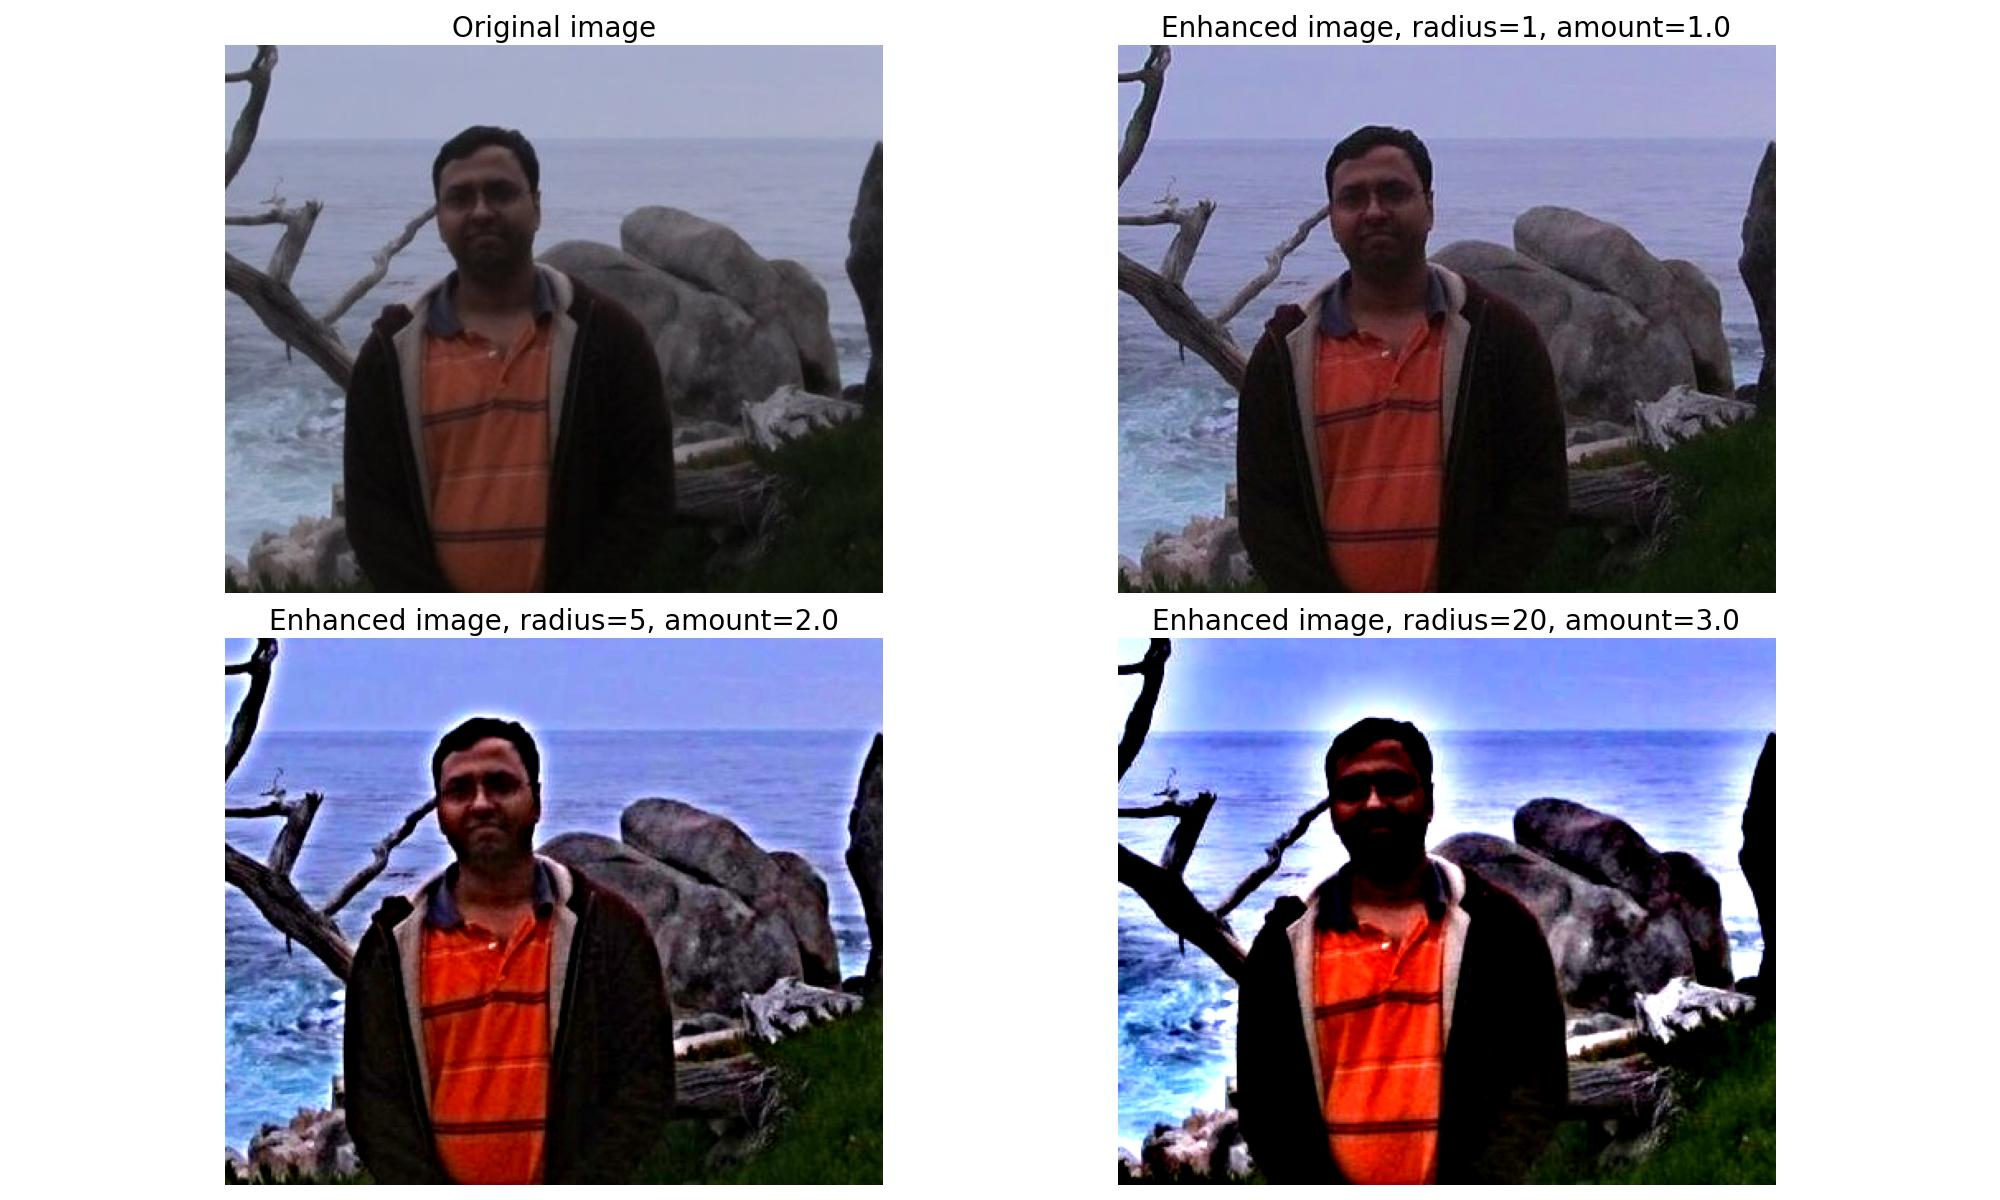 Original image
Enhanced image, radius=1, amount=1.0
Enhanced image, radius=5, amount=2.0
Enhanced image, radius=20, amount=3.0